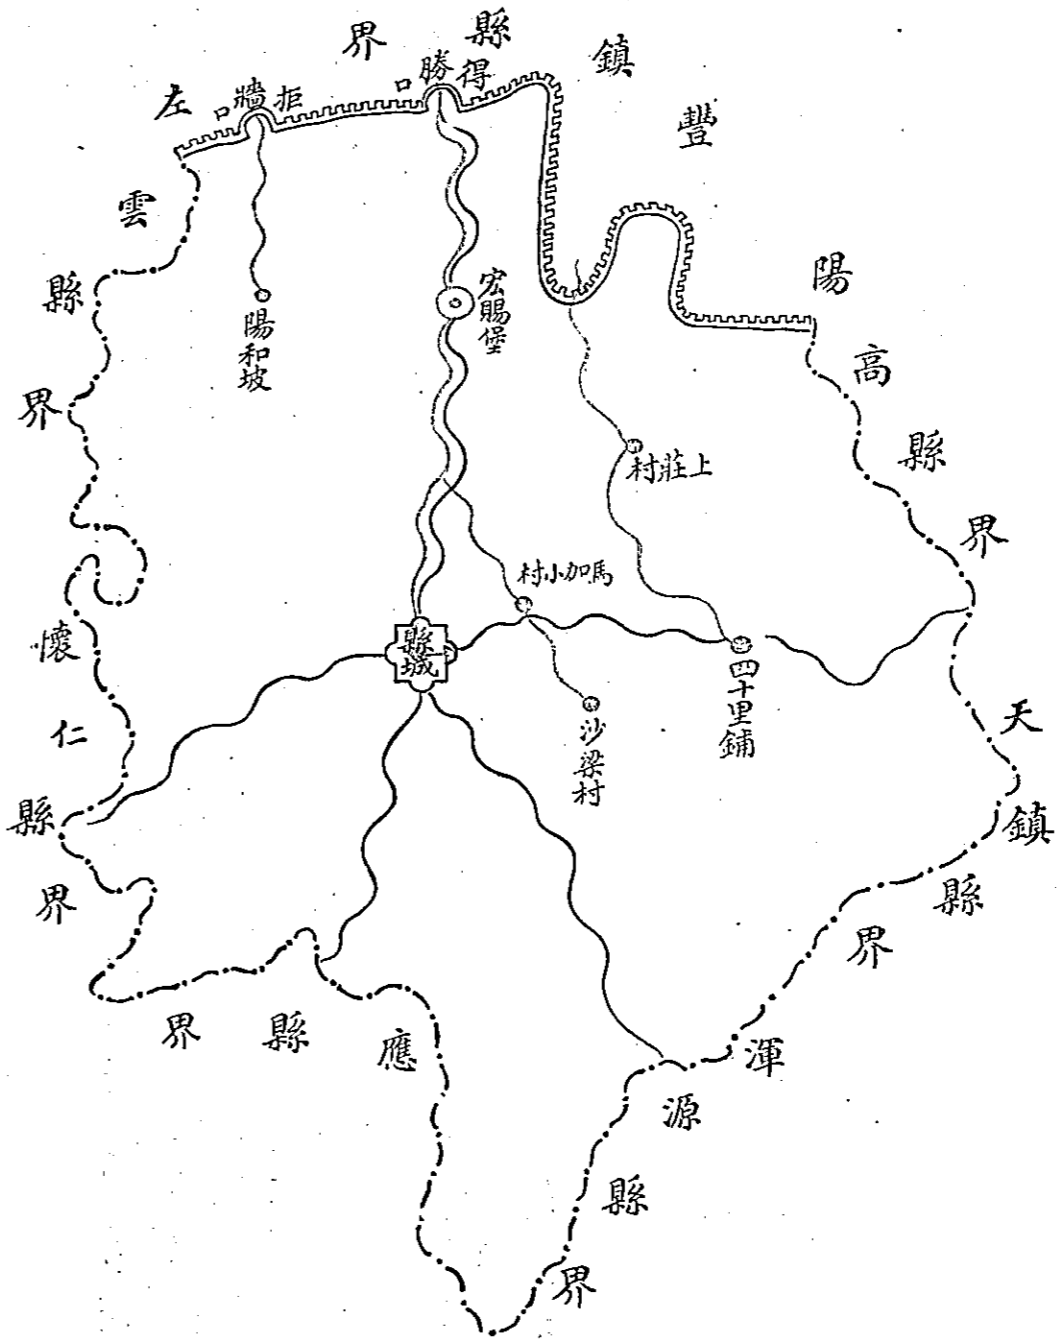 豐鎮縣界
得勝口
拒牆口
左雲縣界
陽高縣界
宏賜堡
陽和坡
上莊村
馬加小村
縣城
四十里鋪
沙梁村
懷仁縣界
天鎮縣界
應縣界
渾源縣界